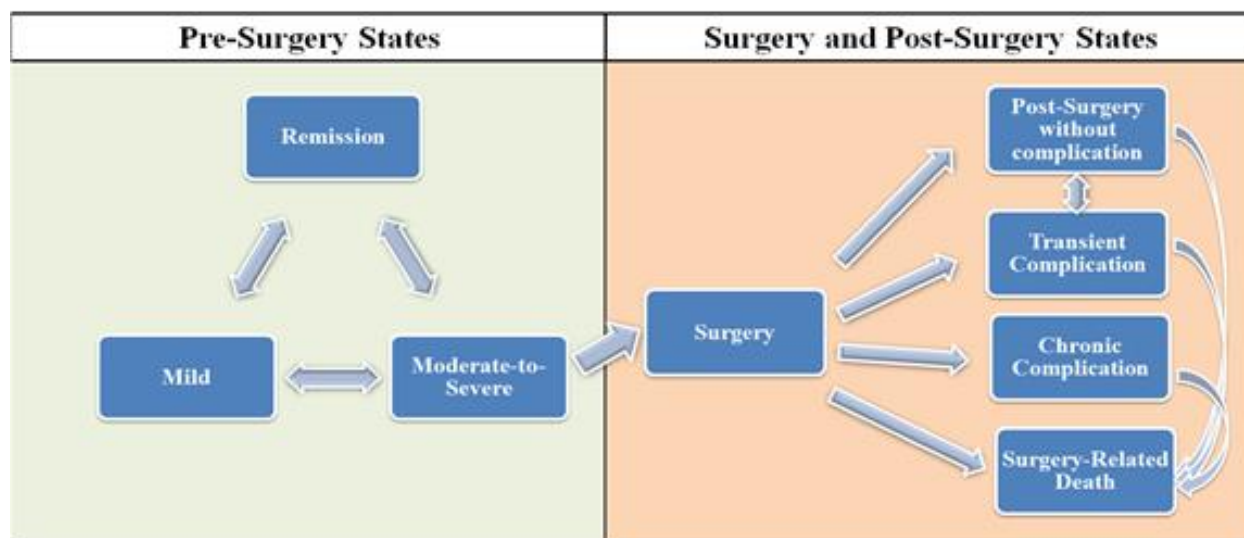 Pre-Surgery States
Surgery and Post-Surgery States
Remission
Mild
Moderate-to-
Severe
Surgery
Post-Surgery
without
complication
Transient
Complication
Chronic
Complication
Surgery-Related
Death